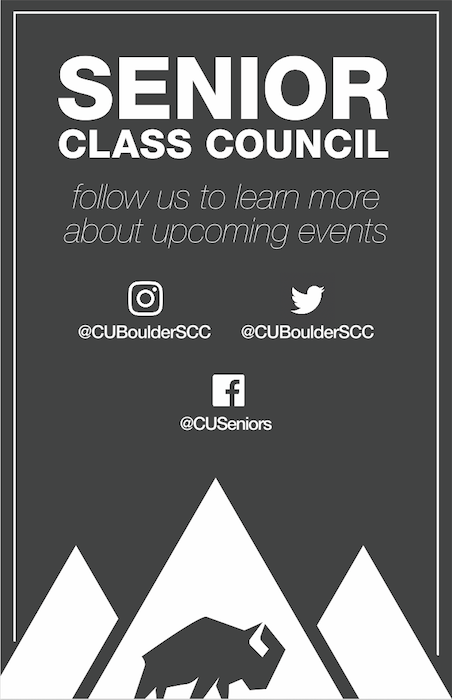 SENIOR
CLASS COUNCIL
follow us to learn more
about upcoming events
@CUBoulderSCC @CUBoulderSCC
@CUSeniors